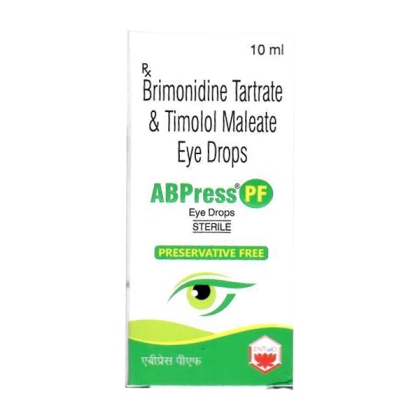 10 ml
Rx
Brimonidine Tartrate
& Timolol Maleate
Eye Drops
ABPress® PF
Eye Drops
STERILE
PRESERVATIVE FREE
एबीप्रेस पीएफ